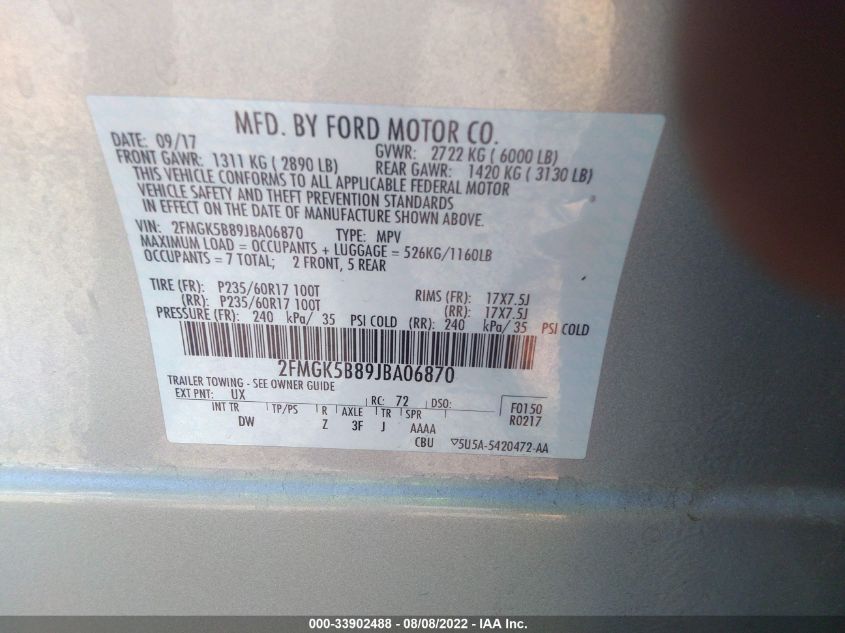 MFD. BY FORD MOTOR CO.
DATE: 09/17 GVWR: 2722 KG ( 6000 LB)
FRONT GAWR: 1311 KG ( 2890 LB) REAR GAWR: 1420 KG ( 3130 LB)
THIS VEHICLE CONFORMS TO ALL APPLICABLE FEDERAL MOTOR
VEHICLE SAFETY AND THEFT PREVENTION STANDARDS
IN EFFECT ON THE DATE OF MANUFACTURE SHOWN ABOVE.
VIN: 2FMGK5B89JBA06870 TYPE: MPV
MAXIMUM LOAD = OCCUPANTS + LUGGAGE = 526KG/1160LB
OCCUPANTS = 7 TOTAL; 2 FRONT, 5 REAR
TIRE (FR): P235/60R17 100T RIMS (FR): 17X7.5J
(RR): P235/60R17 100T (RR): 17X7.5J
PRESSURE (FR): 240 kPa/ 35 PSI COLD (RR): 240 kPa/ 35 PSI COLD
2FMGK5B89JBA06870
TRAILER TOWING - SEE OWNER GUIDE
EXT PNT: UX RC: 72 DSO: F0150
INT TR TP/PS R AXLE TR SPR R0217
DW Z 3F J AAAA
CBU ▽5U5A-5420472-AA
000-33902488 - 08/08/2022 - IAA Inc.